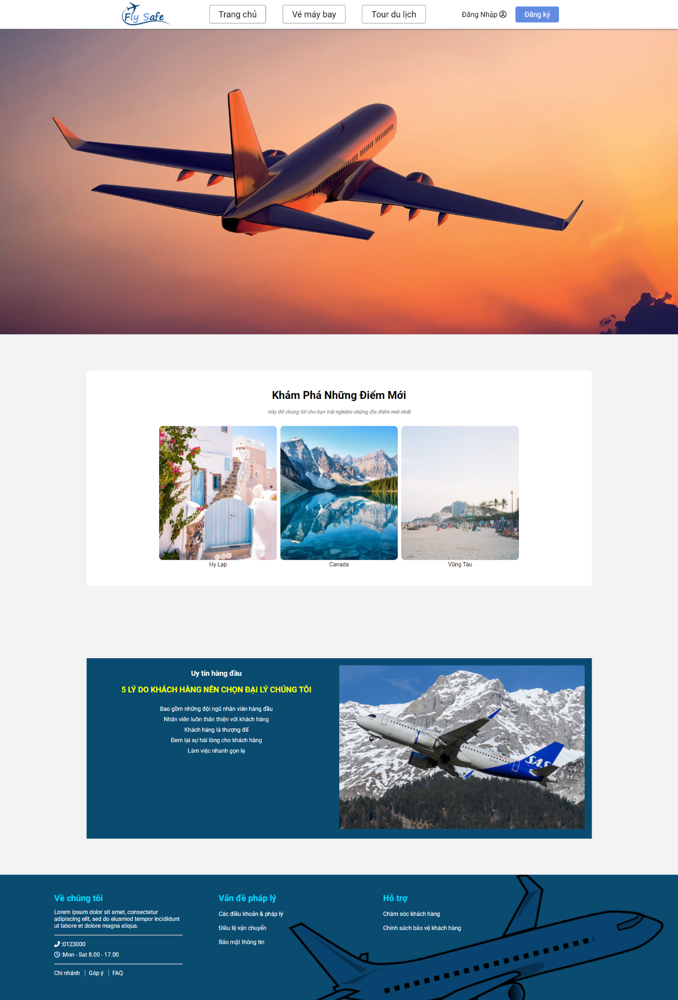 Fly Safe
Trang chủ
Vé máy bay
Tour du lịch
Đăng Nhập
Đăng ký
Khám Phá Những Điểm Mới
Hãy để chúng tôi cho bạn trải nghiệm những địa điểm mới nhất
Hy Lạp
Canada
Vũng Tàu
Uy tín hàng đầu
5 LÝ DO KHÁCH HÀNG NÊN CHỌN ĐẠI LÝ CHÚNG TÔI
Bao gồm những đội ngũ nhân viên hàng đầu
Nhân viên luôn thân thiện với khách hàng
Khách hàng là thượng đế
Đem lại sự hài lòng cho khách hàng
Làm việc nhanh gọn lẹ
SAS
Về chúng tôi
Lorem ipsum dolor sit amet, consectetur
adipiscing elit, sed do eiusmod tempor incididunt
ut labore et dolore magna aliqua.
:0123000
:Mon - Sat 8.00 - 17.00
Chi nhánh
Góp ý
FAQ
Vấn đề pháp lý
Các điều khoản & pháp lý
Điều lệ vận chuyển
Bảo mật thông tin
Hỗ trợ
Chăm sóc khách hàng
Chính sách bảo vệ khách hàng